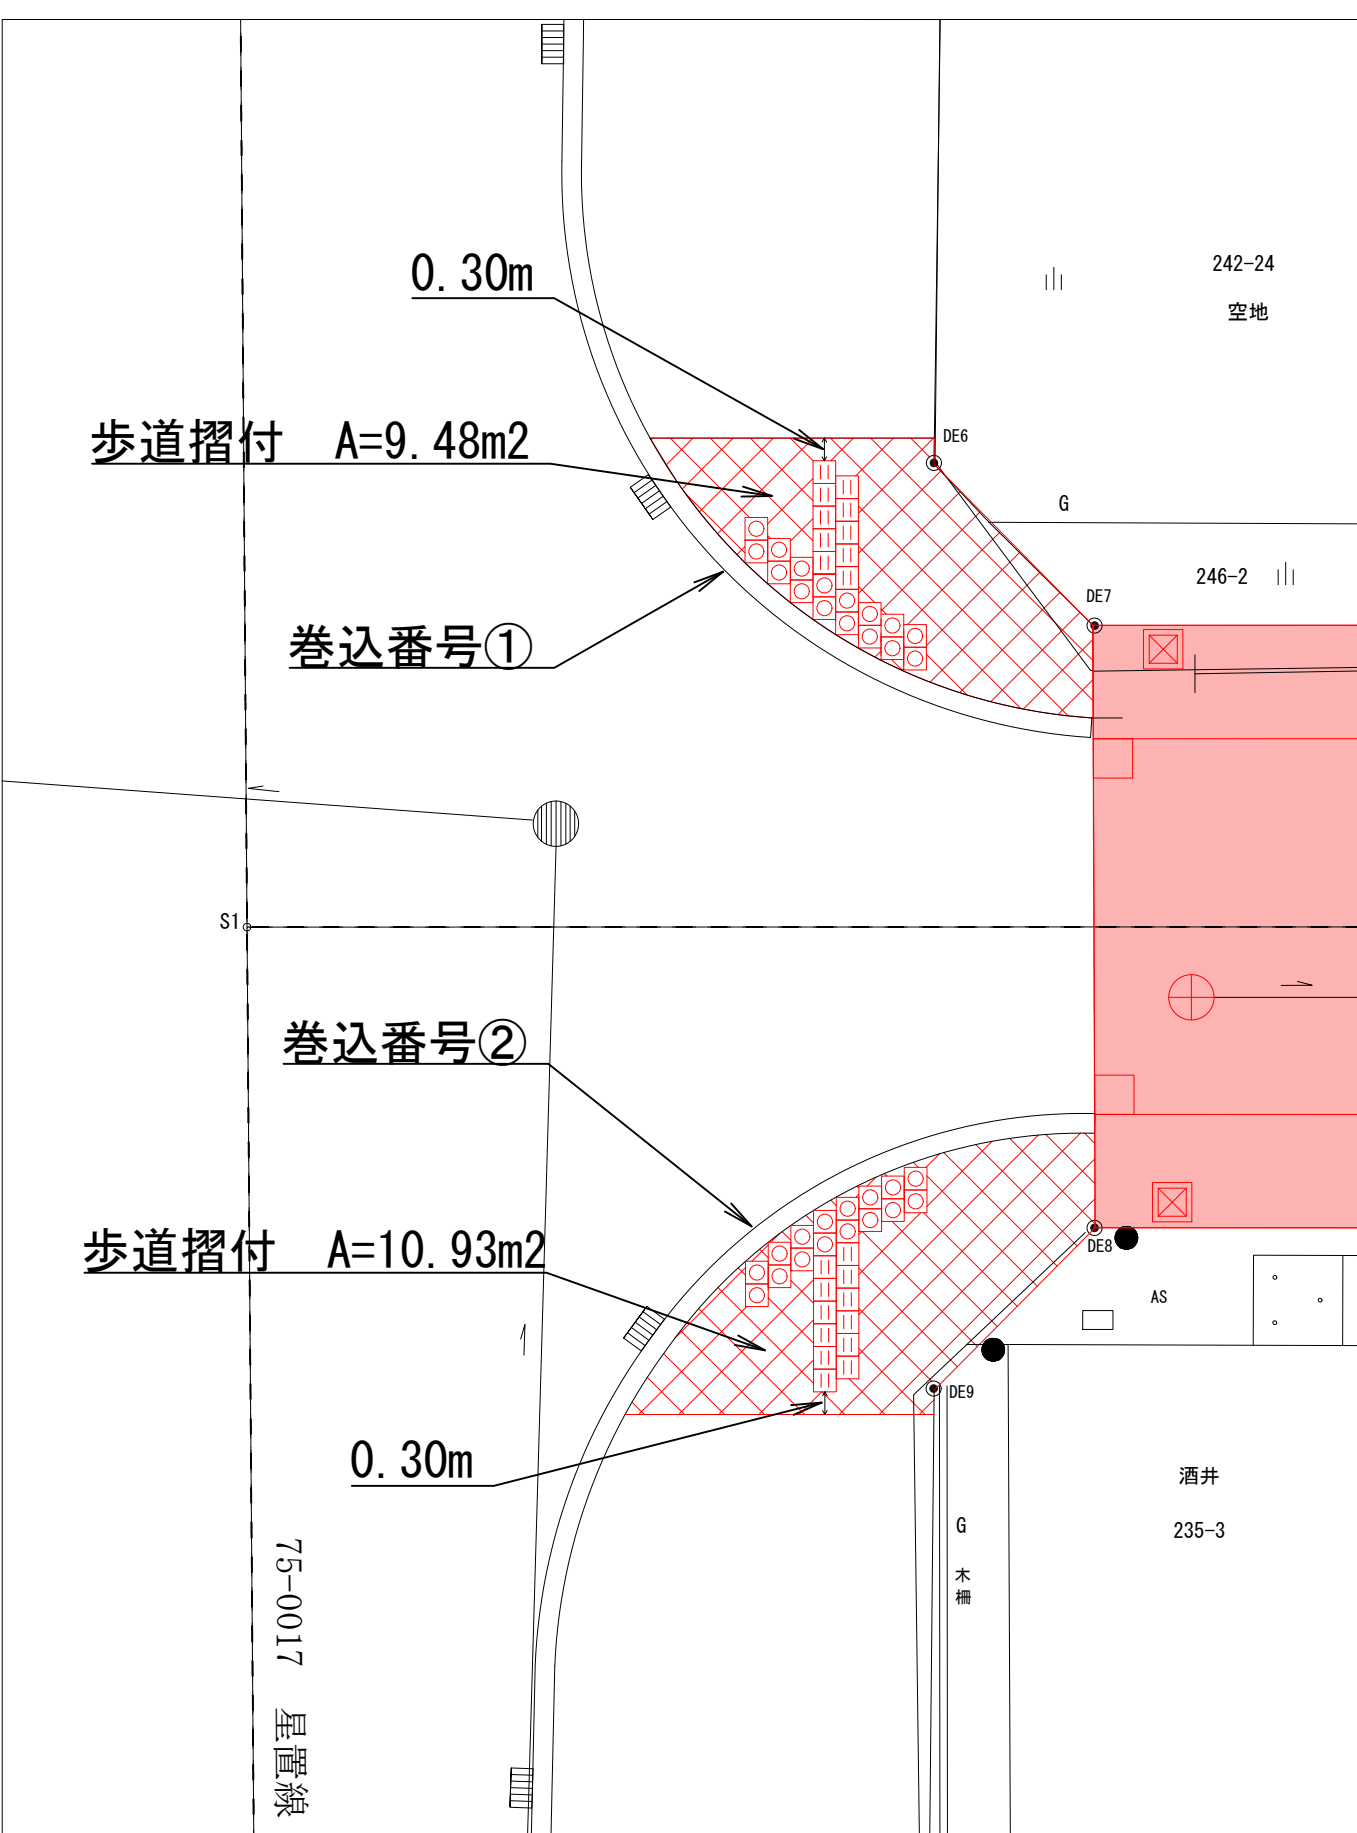 0.30m
242-24
空地
歩道摺付　A=9.48m2
DE6
G
246-2
DE7
巻込番号①
S1
巻込番号②
歩道摺付　A=10.93m2
DE8
AS
DE9
0.30m
酒井
235-3
G
木柵
75-0017　星置線